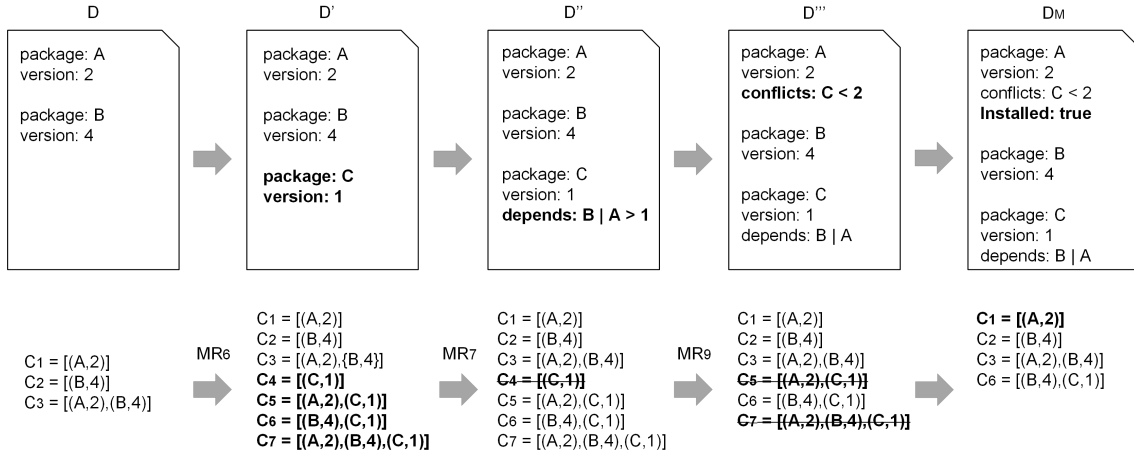 D
package: A
version: 2
package: B
version: 4
D'
package: A
version: 2
package: B
version: 4
package: C
version: 1
D''
package: A
version: 2
package: B
version: 4
package: C
version: 1
depends: B | A > 1
D'''
package: A
version: 2
conflicts: C < 2
package: B
version: 4
package: C
version: 1
depends: B | A
DM
package: A
version: 2
conflicts: C < 2
Installed: true
package: B
version: 4
package: C
version: 1
depends: B | A
C1 = [(A,2)]
C2 = [(B,4)]
C3 = [(A,2),(B,4)]
MR6
C1 = [(A,2)]
C2 = [(B,4)]
C3 = [(A,2),{B,4}]
C4 = [(C,1)]
C5 = [(A,2),(C,1)]
C6 = [(B,4),(C,1)]
C7 = [(A,2),(B,4),(C,1)]
MR7
C1 = [(A,2)]
C2 = [(B,4)]
C3 = [(A,2),(B,4)]
C4 = [(C,1)]
C5 = [(A,2),(C,1)]
C6 = [(B,4),(C,1)]
C7 = [(A,2),(B,4),(C,1)]
MR9
C1 = [(A,2)]
C2 = [(B,4)]
C3 = [(A,2),(B,4)]
C5 = [(A,2),(C,1)]
C6 = [(B,4),(C,1)]
C7 = [(A,2),(B,4),(C,1)]
C1 = [(A,2)]
C2 = [(B,4)]
C3 = [(A,2),(B,4)]
C6 = [(B,4),(C,1)]